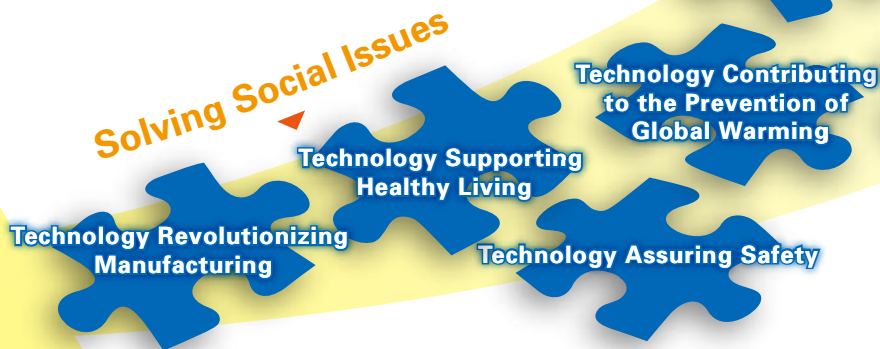 Solving Social Issues
Technology Contributing
to the Prevention of
Global Warming
Technology Supporting
Healthy Living
Technology Revolutionizing
Manufacturing
Technology Assuring Safety